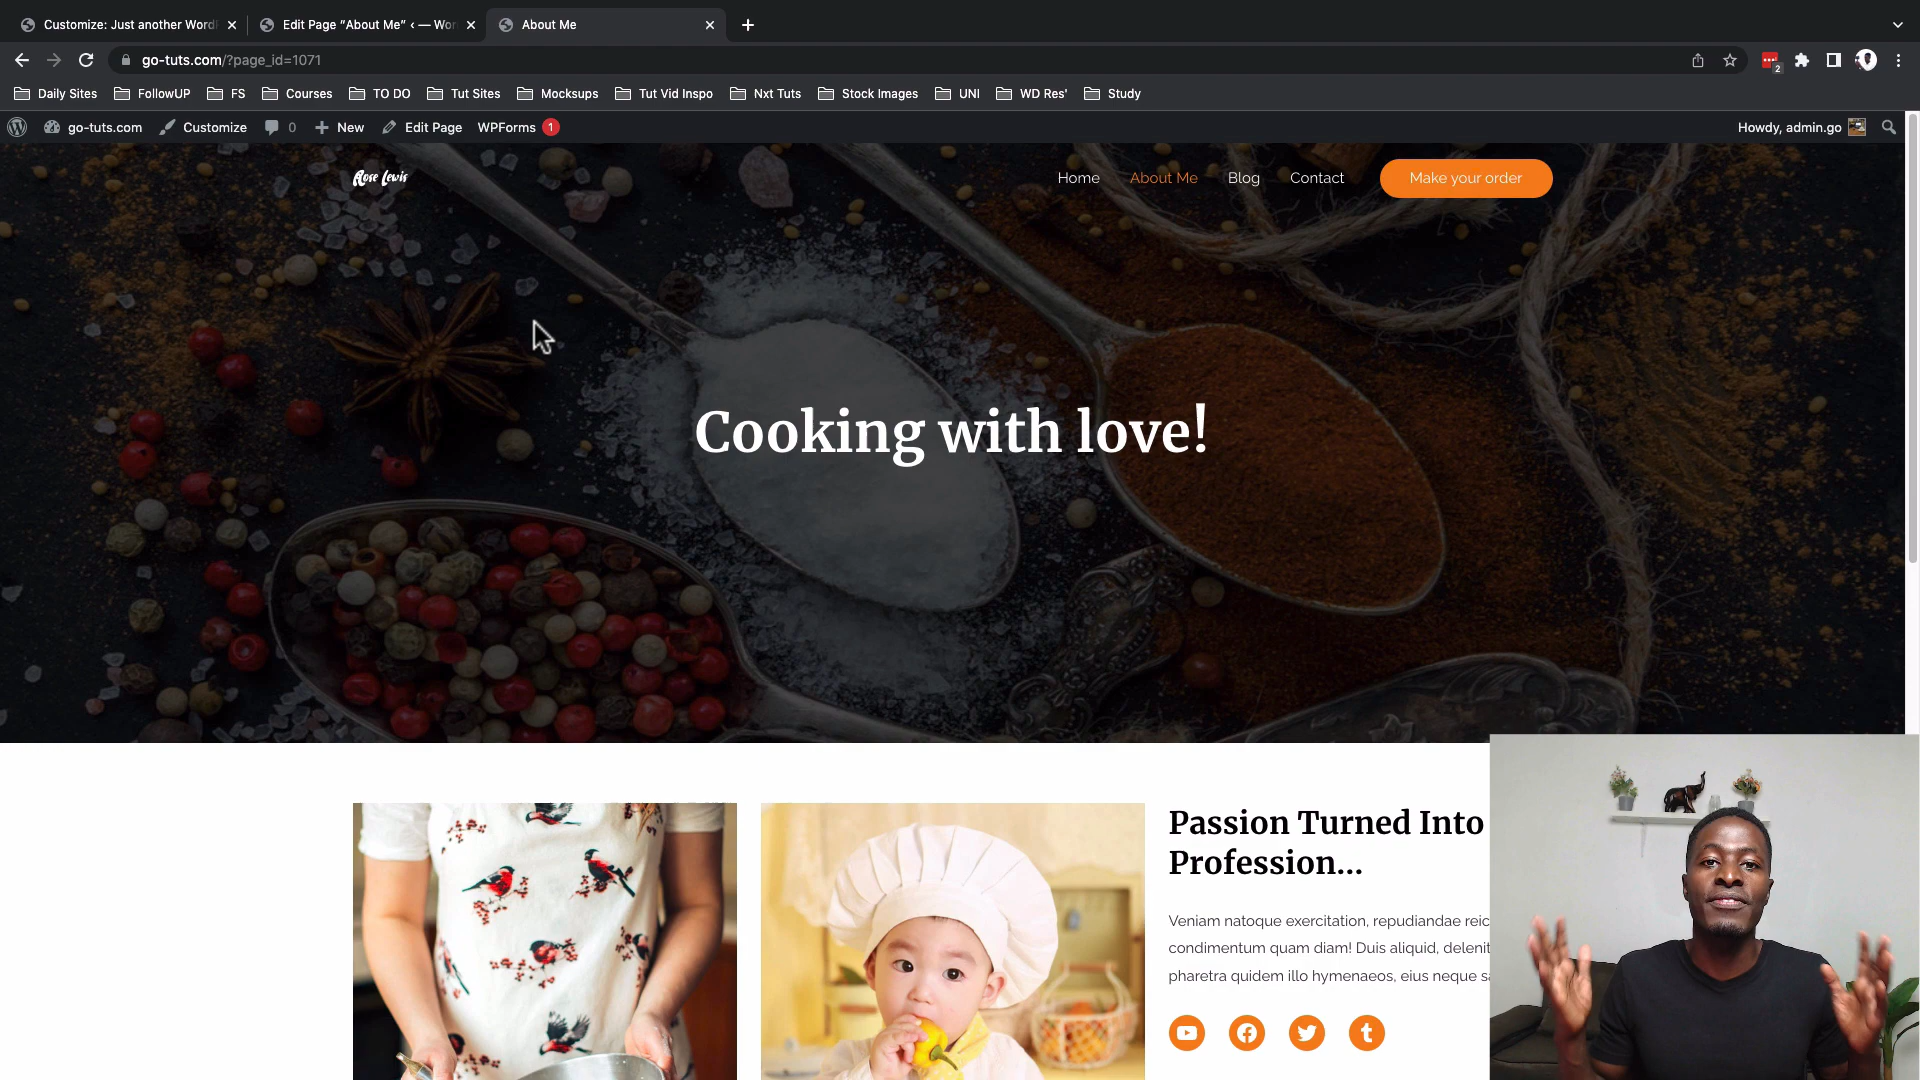 Customize: Just another Word
Edit Page "About Me" ‹ — Wor
About Me
go-tuts.com/?page_id=1071
2
Daily Sites
FollowUP
FS
Courses
TO DO
Tut Sites
Mocksups
Tut Vid Inspo
Nxt Tuts
Stock Images
UNI
WD Res'
Study
go-tuts.com
Customize
0
New
Edit Page
WPForms 1
Howdy, admin.go
Rose Lewis
Home
About Me
Blog
Contact
Make your order
Cooking with love!
Passion Turned Into
Profession...
Veniam natoque exercitation, repudiandae reic
condimentum quam diam! Duis aliquid, delenit
pharetra quidem illo hymenaeos, eius neque s